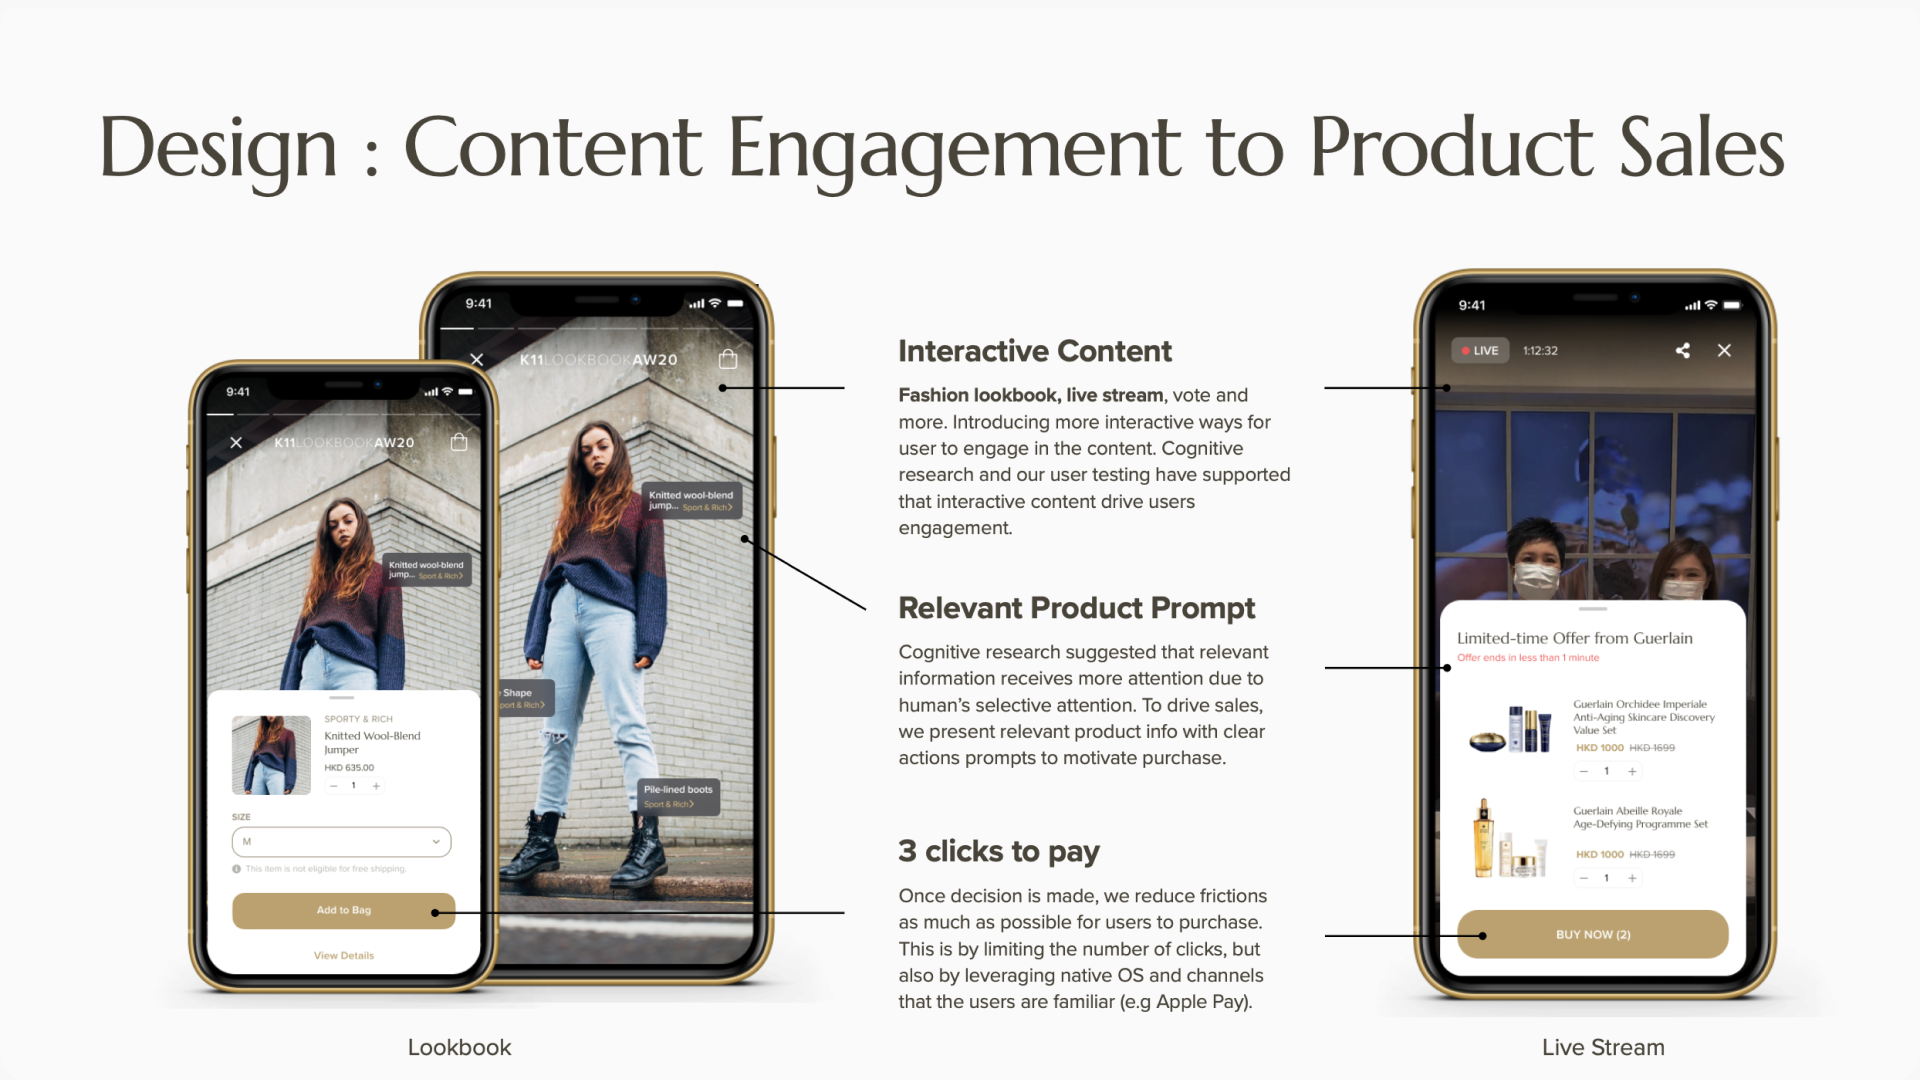 Design : Content Engagement to Product Sales
9:41
K11LOOKBOOKAW20
Knitted wool-blend
jump... Sport & Rich>
SPORTY & RICH
Knitted Wool-Blend
Jumper
HKD 635.00
− 1 +
SIZE
M
This item is not eligible for free shipping.
Add to Bag
View Details
9:41
K11LOOKBOOKAW20
Knitted wool-blend
jump... Sport & Rich>
Shape
port & Rich>
Pile-lined boots
Sport & Rich>
Lookbook
Interactive Content
Fashion lookbook, live stream, vote and
more. Introducing more interactive ways for
user to engage in the content. Cognitive
research and our user testing have supported
that interactive content drive users
engagement.
Relevant Product Prompt
Cognitive research suggested that relevant
information receives more attention due to
human’s selective attention. To drive sales,
we present relevant product info with clear
actions prompts to motivate purchase.
3 clicks to pay
Once decision is made, we reduce frictions
as much as possible for users to purchase.
This is by limiting the number of clicks, but
also by leveraging native OS and channels
that the users are familiar (e.g Apple Pay).
9:41
LIVE 1:12:32
Limited-time Offer from Guerlain
Offer ends in less than 1 minute
Guerlain Orchidee Imperiale
Anti-Aging Skincare Discovery
Value Set
HKD 1000 HKD 1699
− 1 +
Guerlain Abeille Royale
Age-Defying Programme Set
HKD 1000 HKD 1699
− 1 +
BUY NOW (2)
Live Stream